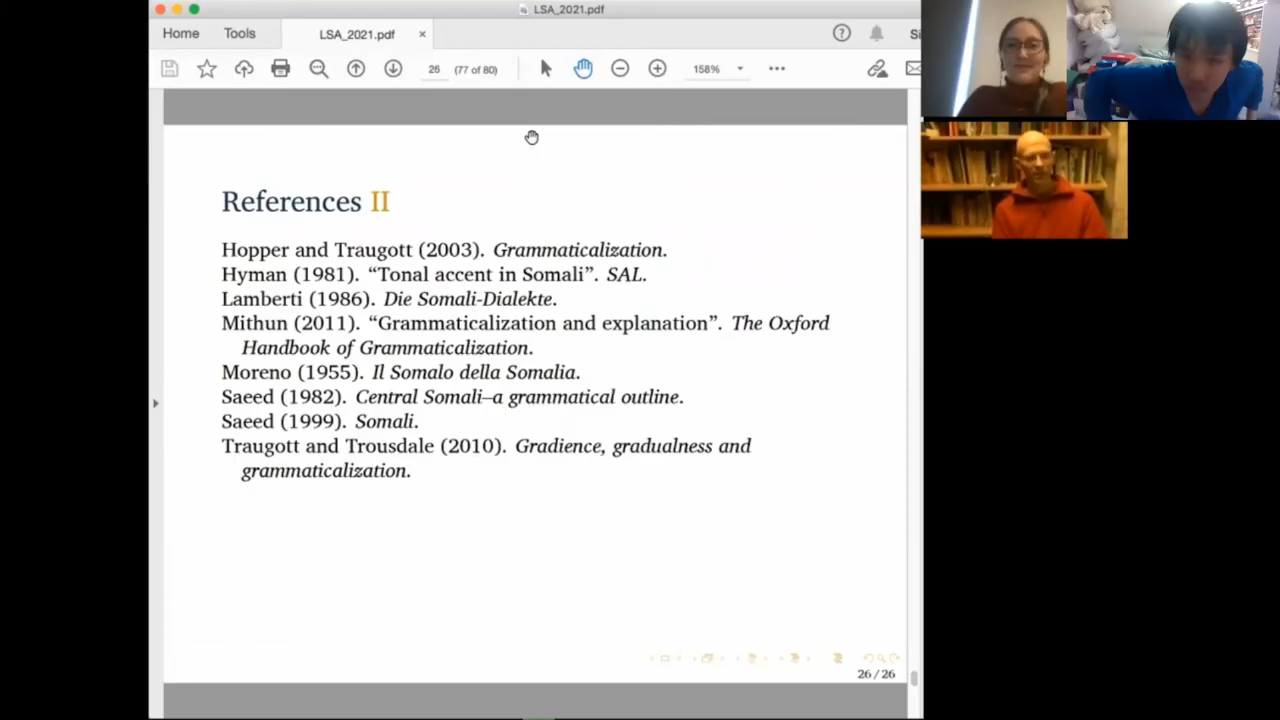 LSA_2021.pdf
Home Tools LSA_2021.pdf × ? Si
25 (77 of 80) 158%
References II
Hopper and Traugott (2003). Grammaticalization.
Hyman (1981). “Tonal accent in Somali”. SAL.
Lamberti (1986). Die Somali-Dialekte.
Mithun (2011). “Grammaticalization and explanation”. The Oxford
Handbook of Grammaticalization.
Moreno (1955). Il Somalo della Somalia.
Saeed (1982). Central Somali–a grammatical outline.
Saeed (1999). Somali.
Traugott and Trousdale (2010). Gradience, gradualness and
grammaticalization.
26/26